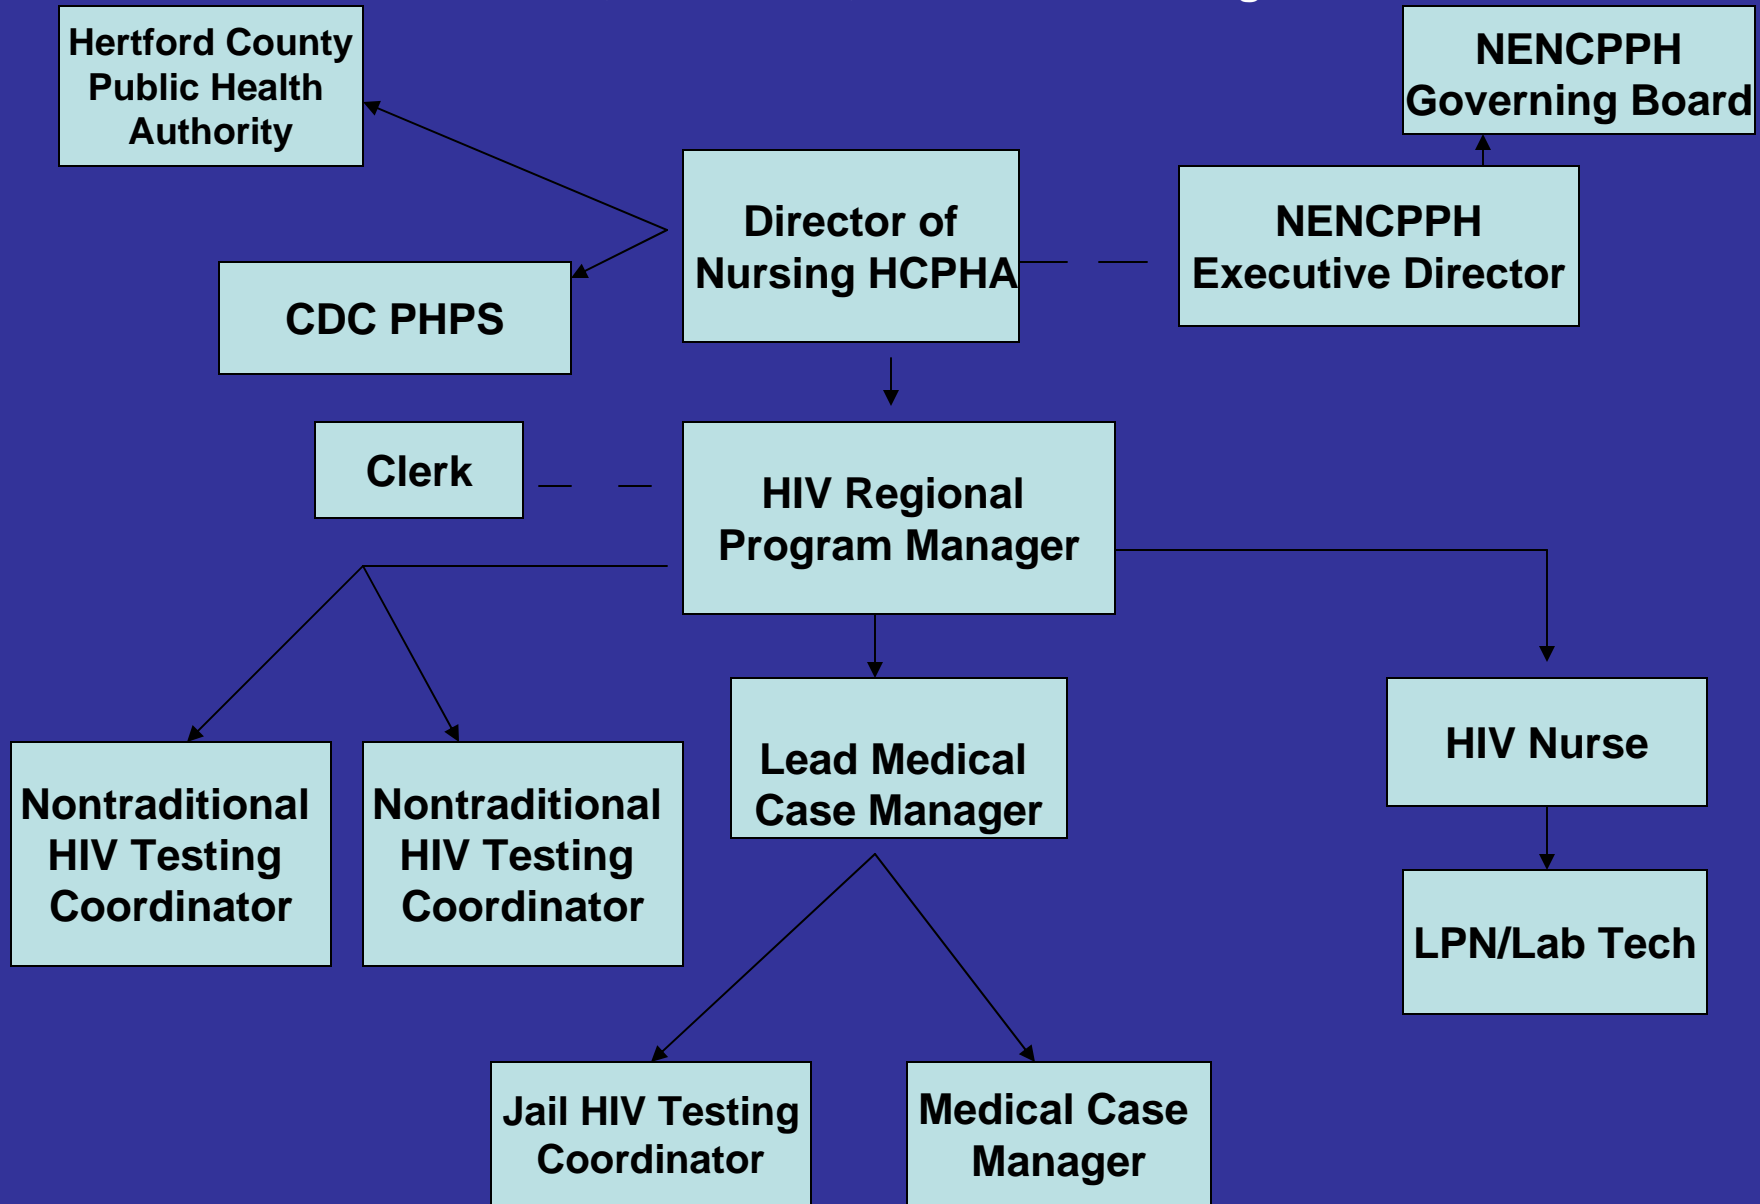 Hertford County
Public Health
Authority
NENCPPH
Governing Board
Director of
Nursing HCPHA
NENCPPH
Executive Director
CDC PHPS
Clerk
HIV Regional
Program Manager
Nontraditional
HIV Testing
Coordinator
Nontraditional
HIV Testing
Coordinator
Lead Medical
Case Manager
HIV Nurse
LPN/Lab Tech
Jail HIV Testing
Coordinator
Medical Case
Manager